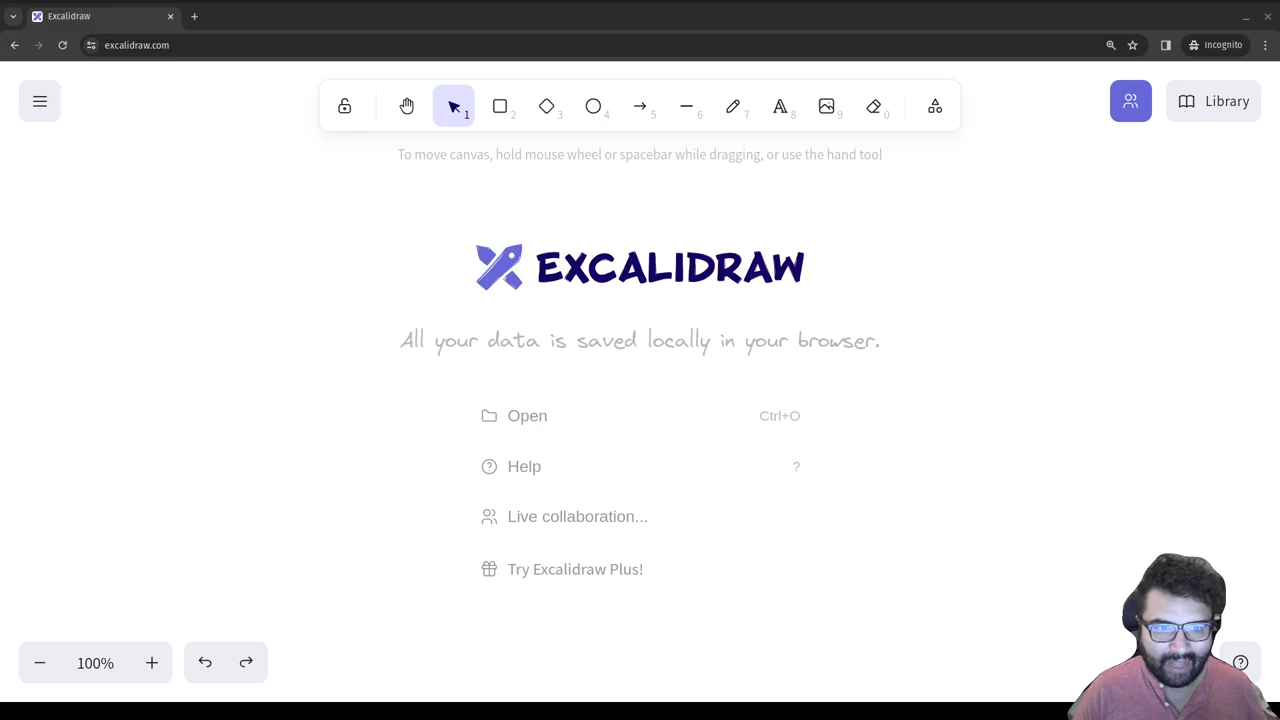 Excalidraw
excalidraw.com
Incognito
1
2
3
4
5
6
7
8
9
0
Library
To move canvas, hold mouse wheel or spacebar while dragging, or use the hand tool
EXCALIDRAW
All your data is saved locally in your browser.
Open Ctrl+O
Help ?
Live collaboration...
Try Excalidraw Plus!
100%